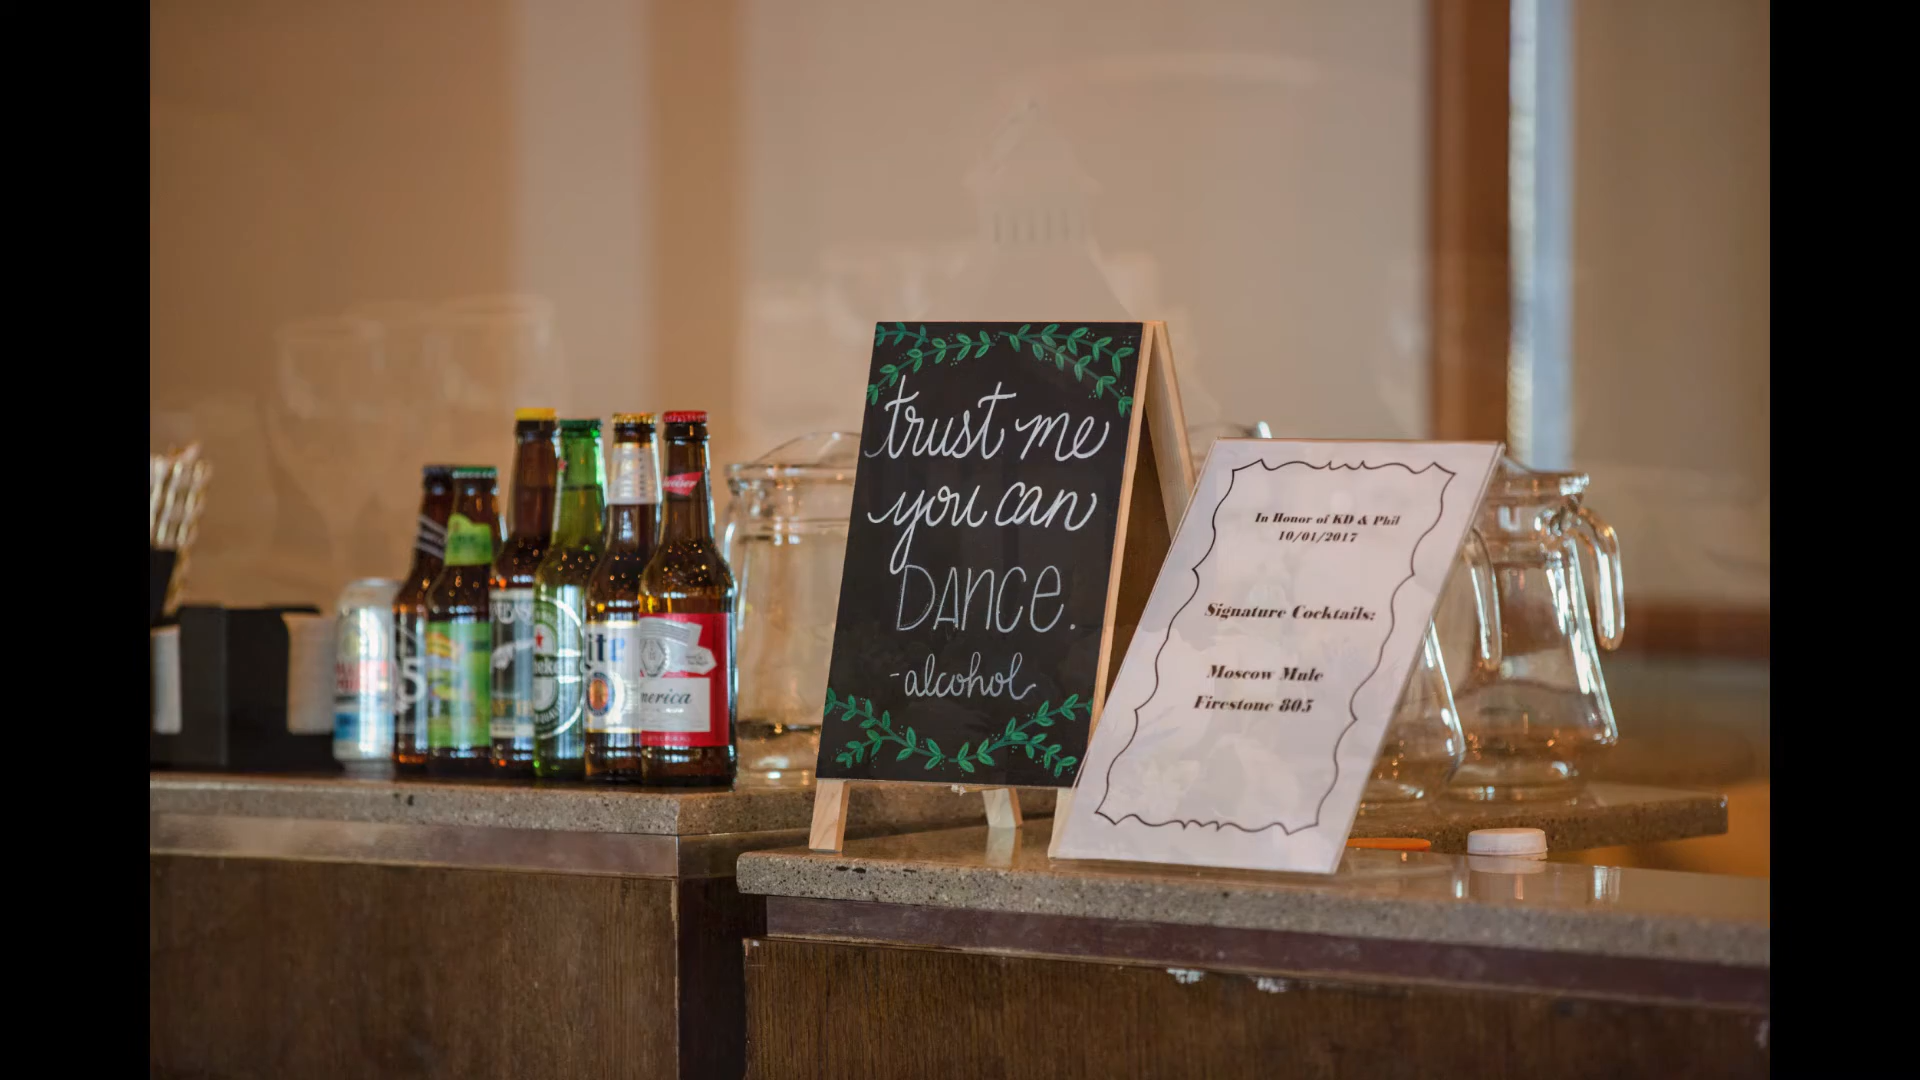 trust me
you can
DANCE.
-alcohol
In Honor of KD & Phil
10/01/2017
Signature Cocktails:
Moscow Mule
Firestone 805
merica